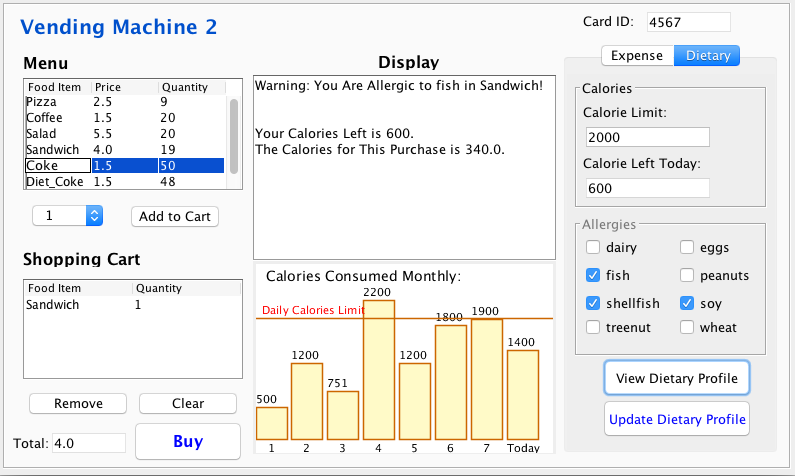 Vending Machine 2
Card ID: 4567
Menu
Food Item Price Quantity
Pizza 2.5 9
Coffee 1.5 20
Salad 5.5 20
Sandwich 4.0 19
Coke 1.5 50
Diet_Coke 1.5 48
1
Add to Cart
Shopping Cart
Food Item Quantity
Sandwich 1
Remove
Clear
Total: 4.0
Buy
Display
Warning: You Are Allergic to fish in Sandwich!
Your Calories Left is 600.
The Calories for This Purchase is 340.0.
Calories Consumed Monthly:
Daily Calories Limit
500 1200 751 2200 1200 1800 1900 1400
1 2 3 4 5 6 7 Today
Expense Dietary
Calories
Calorie Limit:
2000
Calorie Left Today:
600
Allergies
dairy eggs
fish peanuts
shellfish soy
treenut wheat
View Dietary Profile
Update Dietary Profile